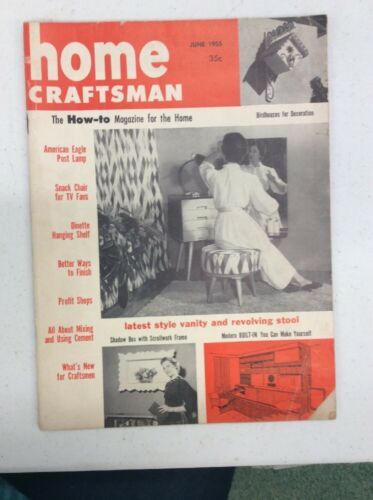 home
CRAFTSMAN
JUNE 1955
35c
The How-to Magazine for the Home
Birdhouses for Decoration
American Eagle
Post Lamp
Snack Chair
for TV Fans
Dinette
Hanging Shelf
Better Ways
to Finish
Profit Shops
All About Mixing
and Using Cement
What's New
for Craftsmen
latest style vanity and revolving stool
Shadow Box with Scrollwork Frame
Modern BUILT-IN You Can Make Yourself